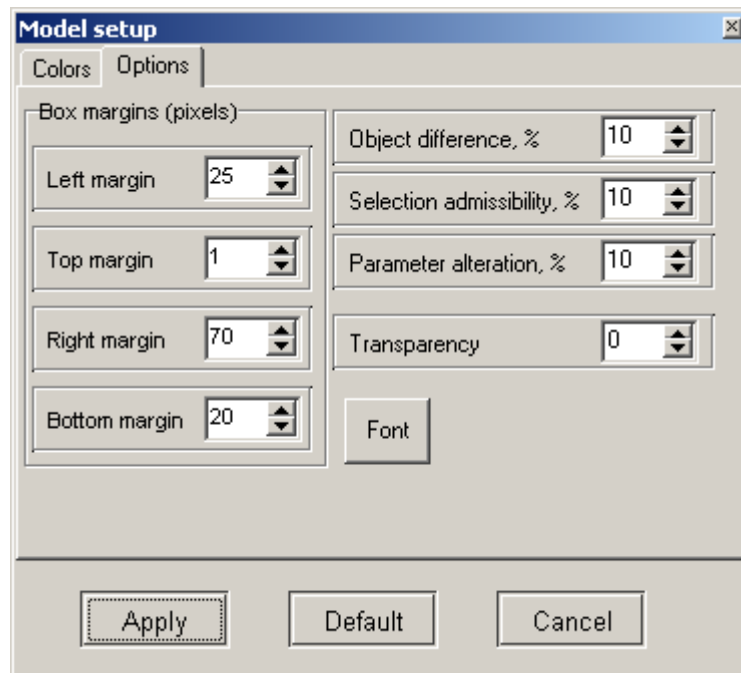 Model setup
Colors Options
Box margins (pixels)
Left margin 25
Top margin 1
Right margin 70
Bottom margin 20
Object difference, % 10
Selection admissibility, % 10
Parameter alteration, % 10
Transparency 0
Font
Apply Default Cancel